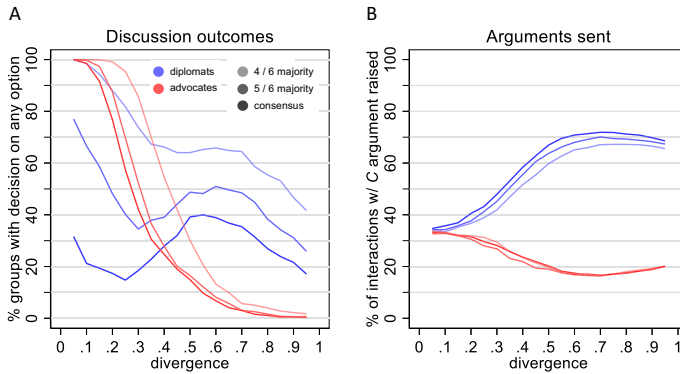 A
Discussion outcomes
% groups with decision on any option
0 20 40 60 80 100
diplomats
advocates
4 / 6 majority
5 / 6 majority
consensus
0 .1 .2 .3 .4 .5 .6 .7 .8 .9 1
divergence
B
Arguments sent
% of interactions w/ C argument raised
0 20 40 60 80 100
0 .1 .2 .3 .4 .5 .6 .7 .8 .9 1
divergence